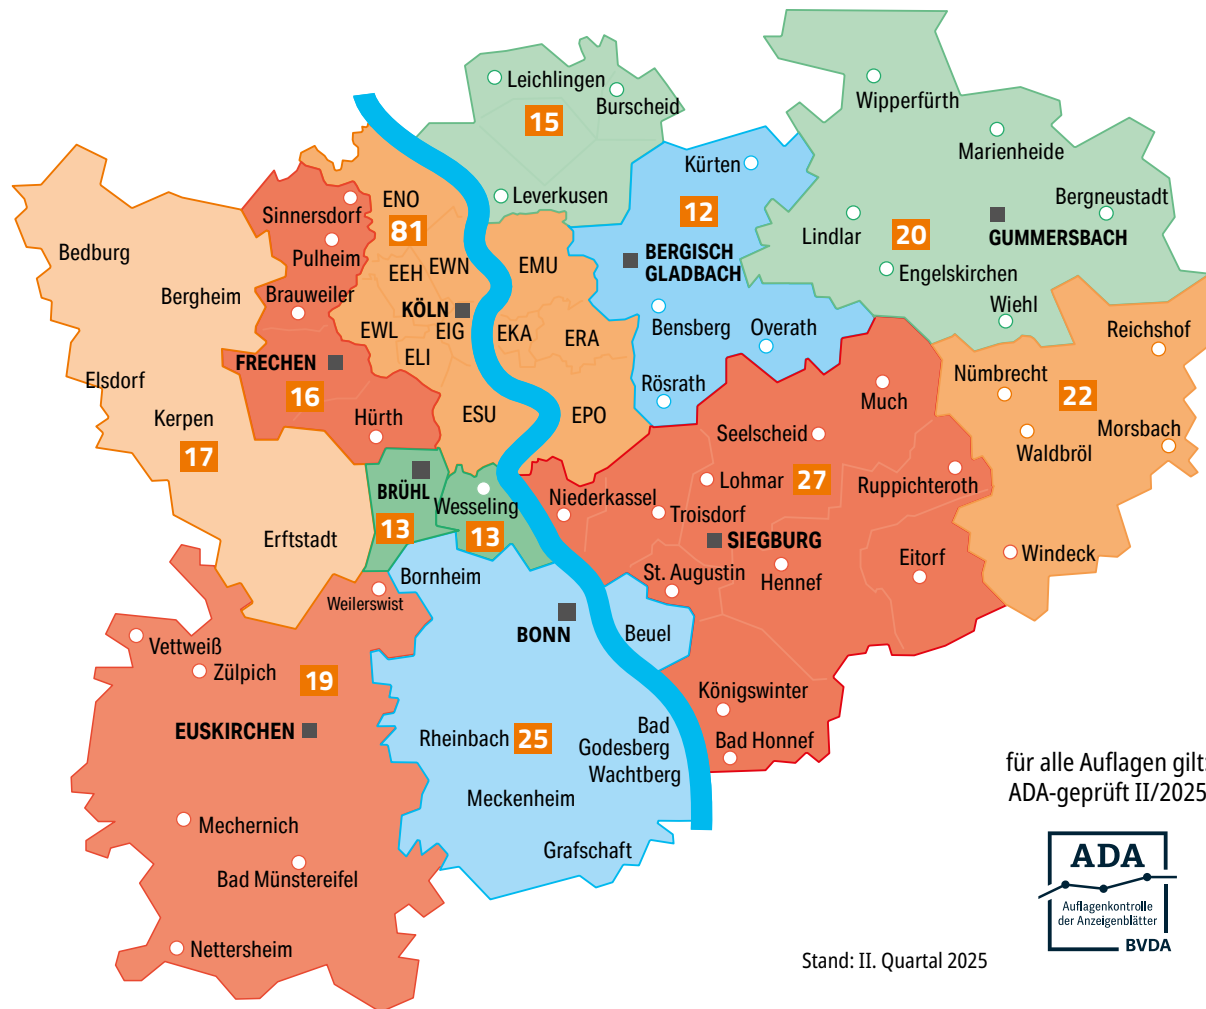 Leichlingen
Burscheid
15
Leverkusen
Wipperfürth
Marienheide
Bergneustadt
GUMMERSBACH
Lindlar
20
Engelskirchen
Wiehl
Kürten
12
BERGISCH
GLADBACH
Bensberg
Overath
Rösrath
ENO
81
EEH
EWN
EMU
KÖLN
EWL
EIG
EKA
ERA
ELI
ESU
EPO
Sinnersdorf
Pulheim
Brauweiler
FRECHEN
16
Hürth
Bedburg
Bergheim
Elsdorf
Kerpen
17
Erftstadt
BRÜHL
13
Wesseling
13
Reichshof
Nümbrecht
22
Morsbach
Waldbröl
Windeck
Much
Seelscheid
Lohmar
27
Ruppichteroth
Niederkassel
Troisdorf
SIEGBURG
St. Augustin
Hennef
Eitorf
Königswinter
Bad Honnef
Bornheim
BONN
Beuel
Rheinbach
25
Bad
Godesberg
Wachtberg
Meckenheim
Grafschaft
Weilerswist
Vettweiß
Zülpich
19
EUSKIRCHEN
Mechernich
Bad Münstereifel
Nettersheim
für alle Auflagen gilt:
ADA-geprüft II/2025
ADA
Auflagenkontrolle
der Anzeigenblätter
BVDA
Stand: II. Quartal 2025